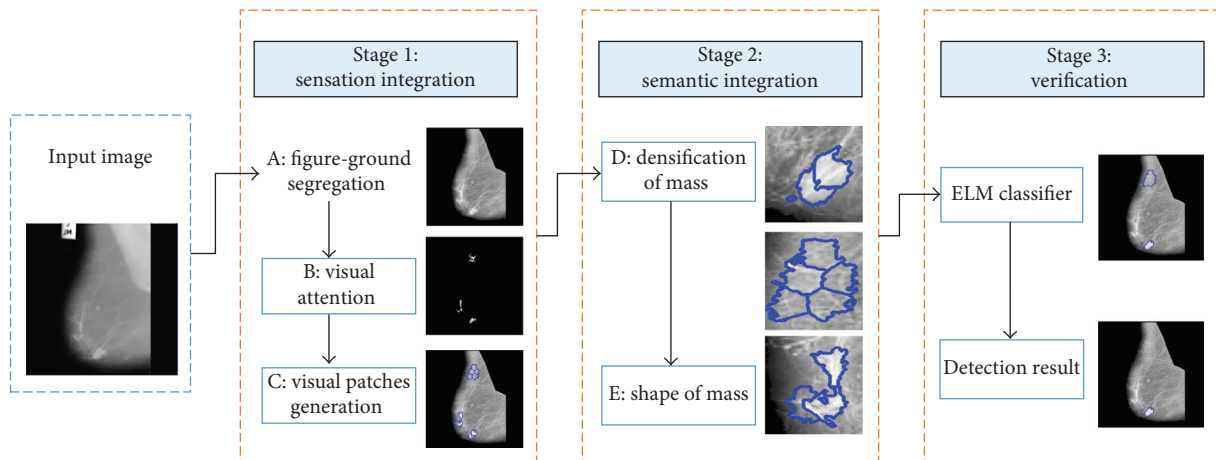 Input image
JM
Stage 1:
sensation integration
A: figure-ground
segregation
B: visual
attention
C: visual patches
generation
Stage 2:
semantic integration
D: densification
of mass
E: shape of mass
Stage 3:
verification
ELM classifier
Detection result